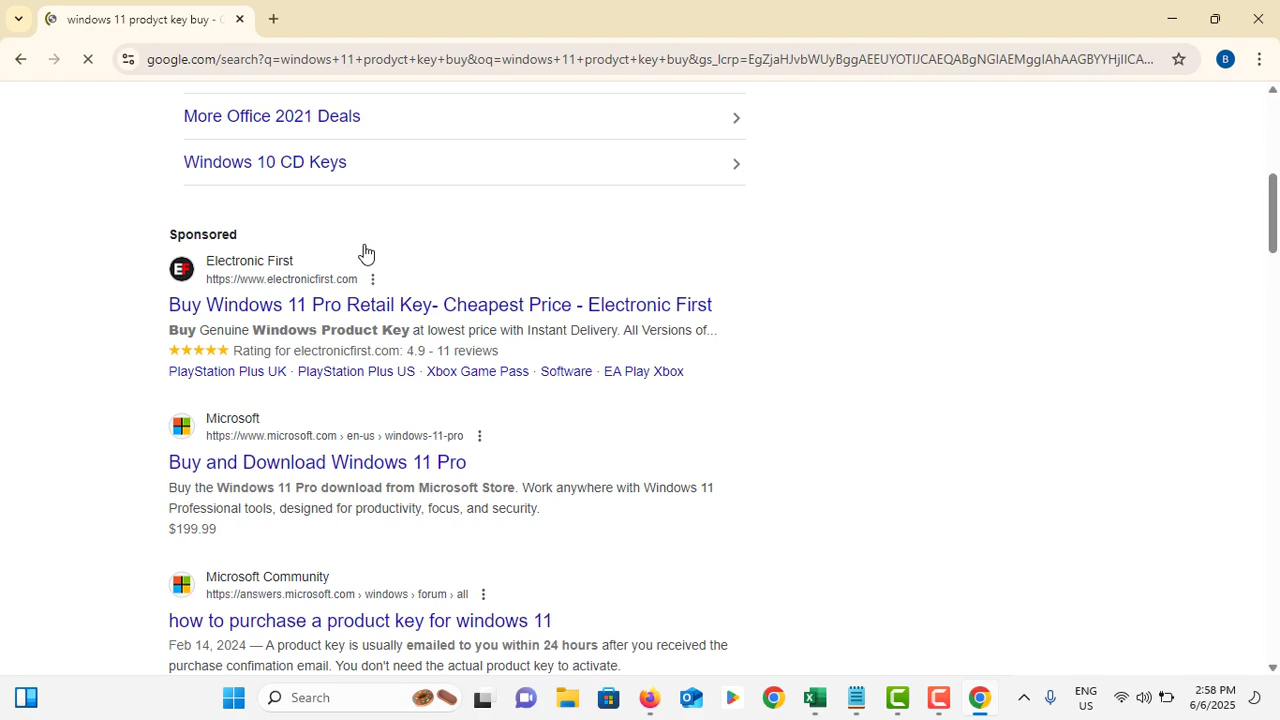 windows 11 prodyct key buy - G
google.com/search?q=windows+11+prodyct+key+buy&oq=windows+11+prodyct+key+buy&gs_lcrp=EgZjaHJvbWUyBggAEEUYOTIJCAEQABgNGIAEMggIAhAAGBYYHjIICA...
B
More Office 2021 Deals
Windows 10 CD Keys
Sponsored
EF
Electronic First
https://www.electronicfirst.com
Buy Windows 11 Pro Retail Key- Cheapest Price - Electronic First
Buy Genuine Windows Product Key at lowest price with Instant Delivery. All Versions of...
Rating for electronicfirst.com: 4.9 - 11 reviews
PlayStation Plus UK · PlayStation Plus US · Xbox Game Pass · Software · EA Play Xbox
Microsoft
https://www.microsoft.com › en-us › windows-11-pro
Buy and Download Windows 11 Pro
Buy the Windows 11 Pro download from Microsoft Store. Work anywhere with Windows 11
Professional tools, designed for productivity, focus, and security.
$199.99
Microsoft Community
https://answers.microsoft.com › windows › forum › all
how to purchase a product key for windows 11
Feb 14, 2024 — A product key is usually emailed to you within 24 hours after you received the
purchase confimation email. You don't need the actual product key to activate.
Search
ENG
US
2:58 PM
6/6/2025